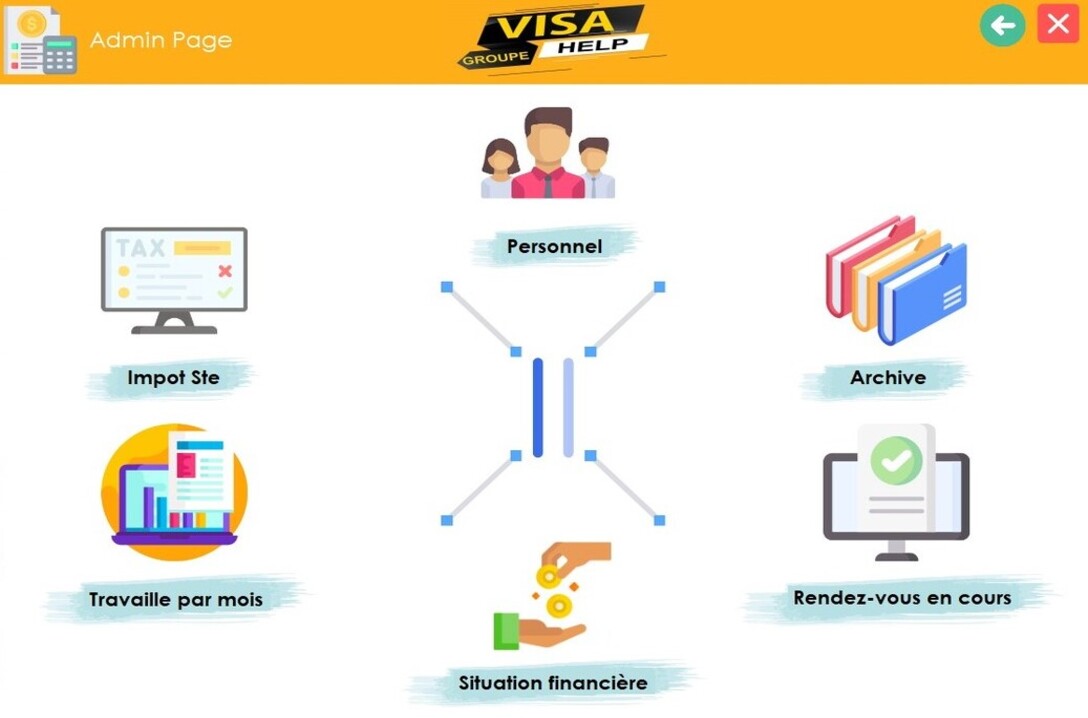 Admin Page
VISA
GROUPE HELP
Personnel
TAX
Impot Ste
Archive
Travaille par mois
Rendez-vous en cours
Situation financière